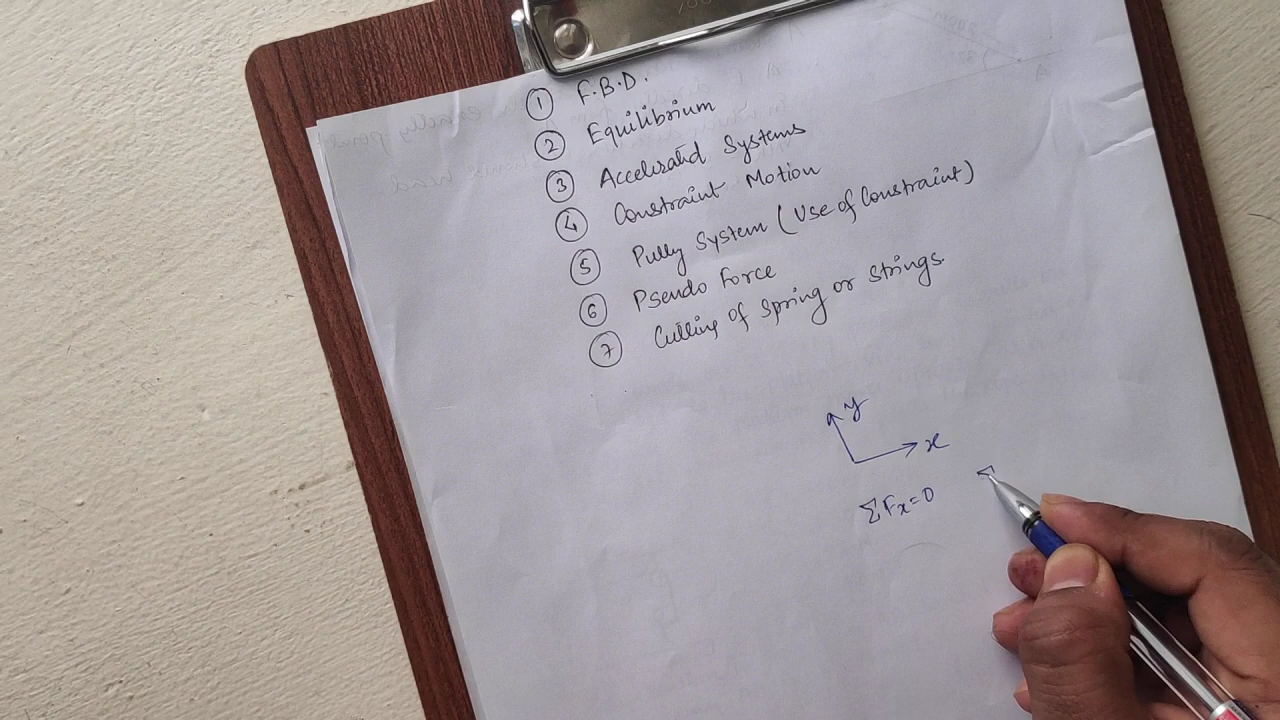 ① F.B.D.
② Equilibrium
③ Accelerated Systems
④ Constraint Motion
⑤ Pully System (Use of Constraint)
⑥ Pseudo Force
⑦ Cutting of Spring or Strings.
y
x
ΣFx=0
Σ